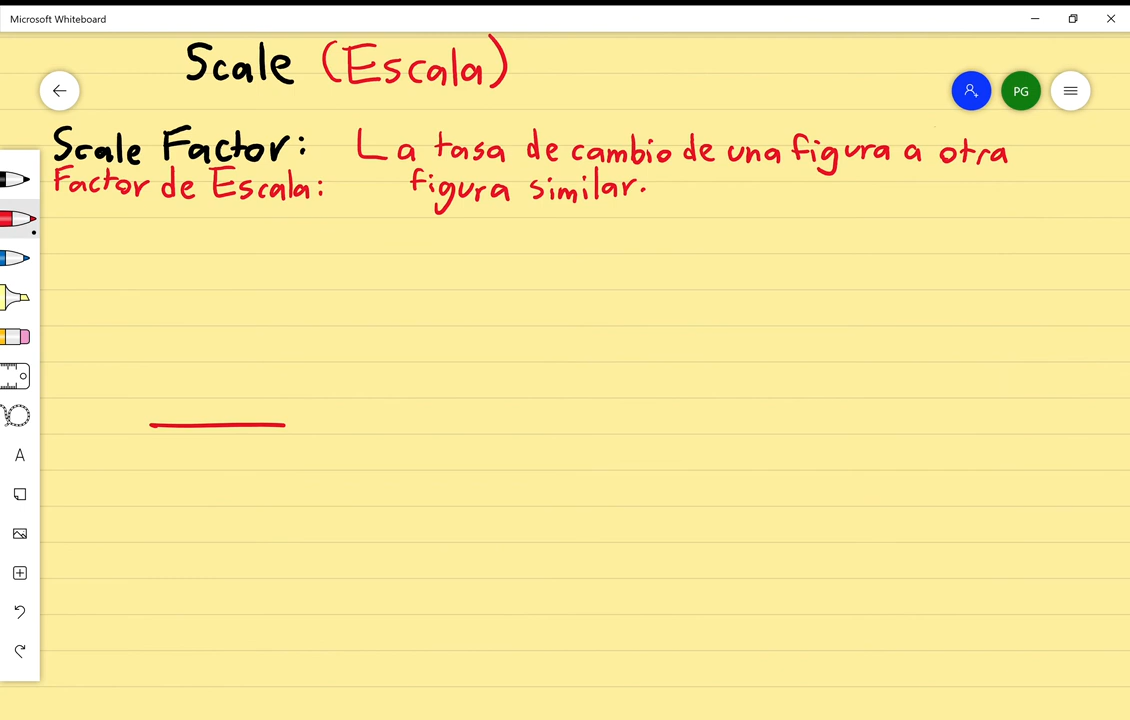 Microsoft Whiteboard
Scale (Escala)
PG
Scale Factor: La tasa de cambio de una figura a otra
Factor de Escala: figura similar.
A